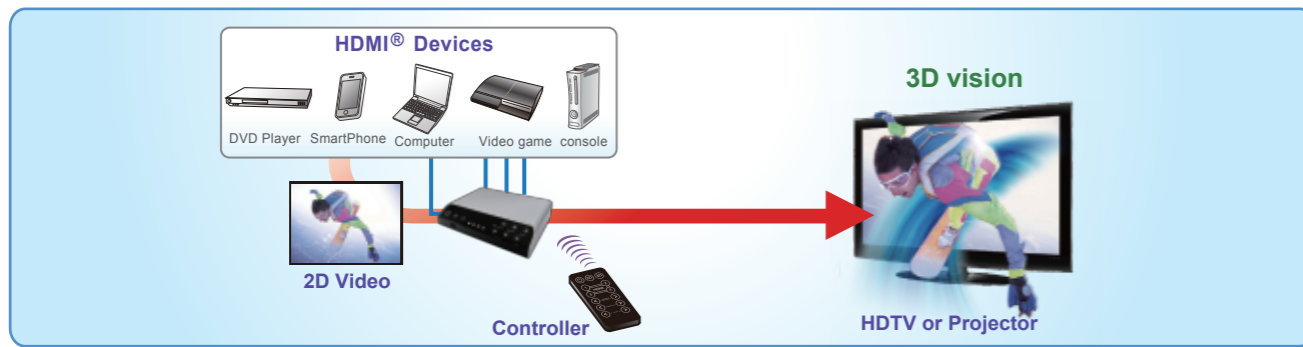 HDMI® Devices
DVD Player
SmartPhone
Computer
Video game console
2D Video
Controller
3D vision
HDTV or Projector